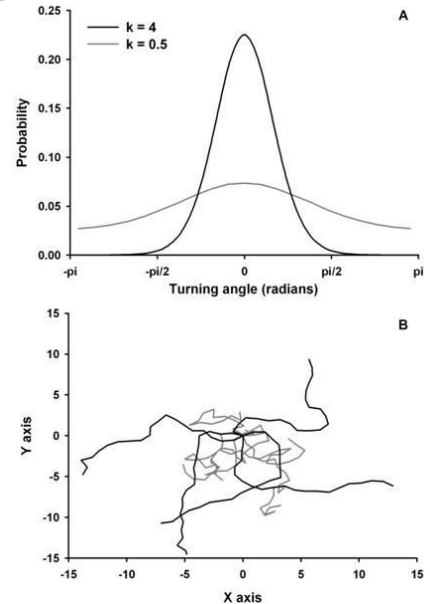 A
k = 4
k = 0.5
Probability
0.25
0.20
0.15
0.10
0.05
0.00
-pi -pi/2 0 pi/2 pi
Turning angle (radians)
B
Y axis
15
10
5
0
-5
-10
-15
-15 -10 -5 0 5 10 15
X axis